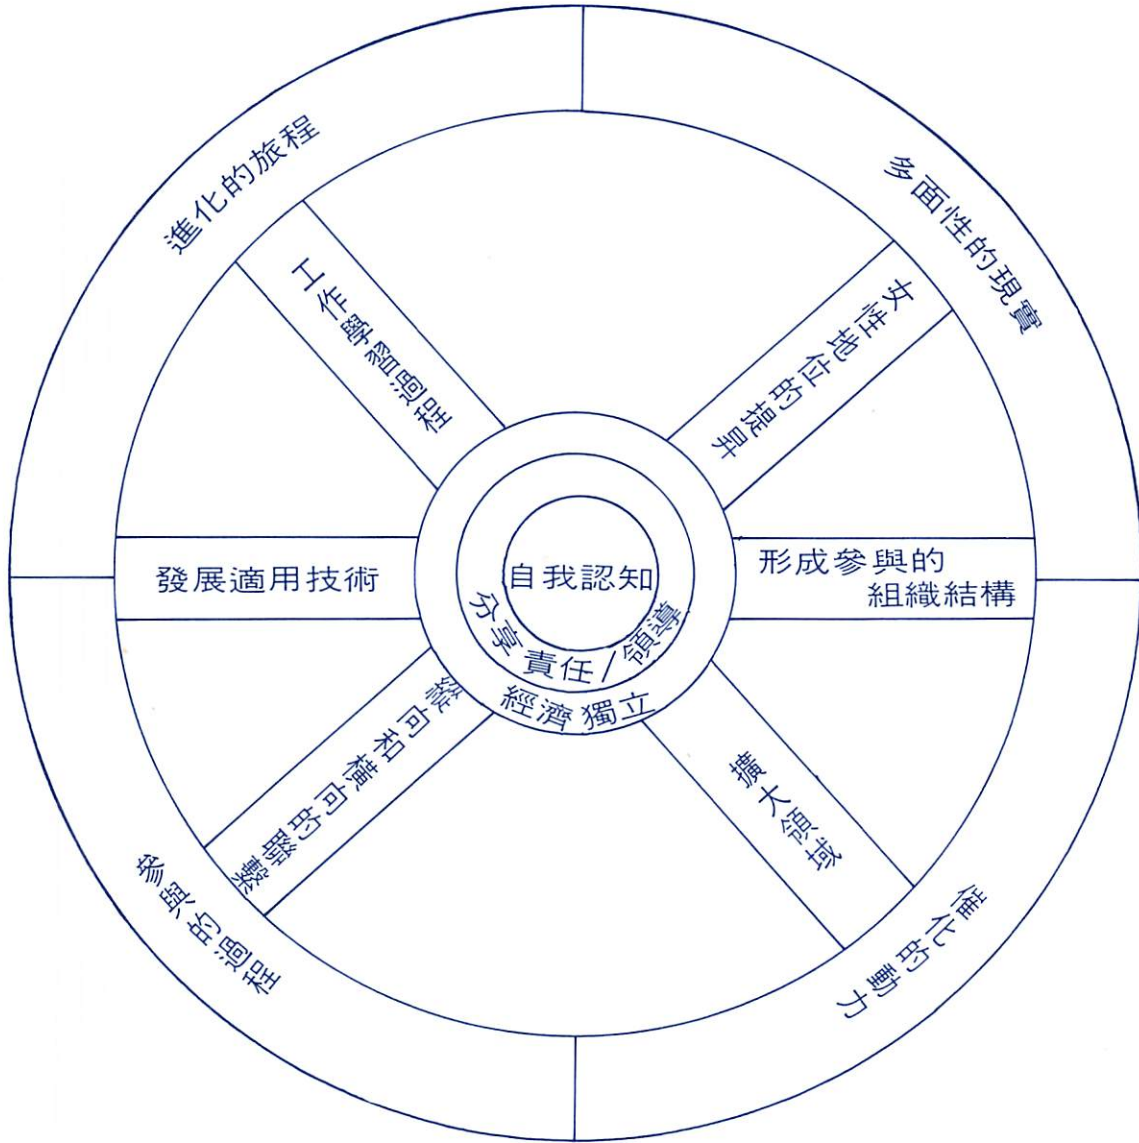 進化的旅程
多面性的現實
工作學習過程
女性地位的提昇
發展適用技術
自我認知
分享責任/領導
經濟獨立
形成參與的
組織結構
縱向和橫向的聯繫
擴大領域
參與的過程
催化的動力